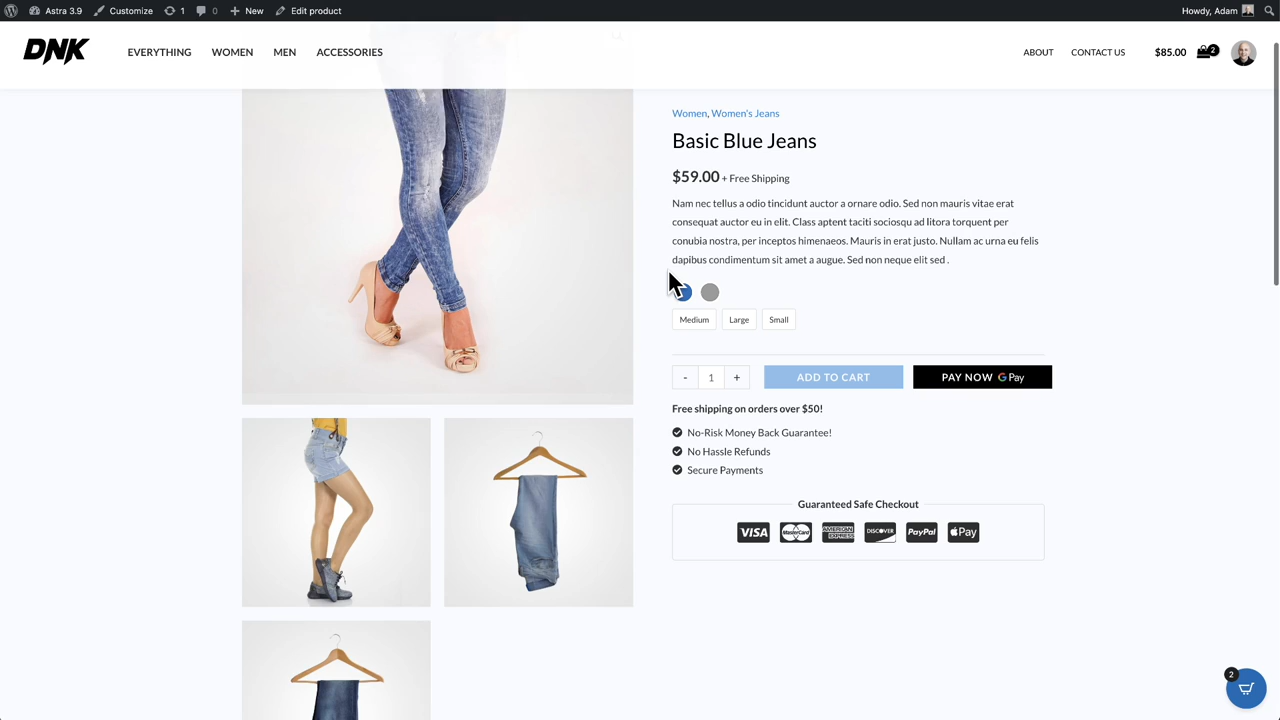 Astra 3.9 Customize 1 0 New Edit product Howdy, Adam
DNK EVERYTHING WOMEN MEN ACCESSORIES ABOUT CONTACT US $85.00 2
Women, Women's Jeans
Basic Blue Jeans
$59.00 + Free Shipping
Nam nec tellus a odio tincidunt auctor a ornare odio. Sed non mauris vitae erat
consequat auctor eu in elit. Class aptent taciti sociosqu ad litora torquent per
conubia nostra, per inceptos himenaeos. Mauris in erat justo. Nullam ac urna eu felis
dapibus condimentum sit amet a augue. Sed non neque elit sed .
Medium Large Small
- 1 + ADD TO CART PAY NOW G Pay
Free shipping on orders over $50!
No-Risk Money Back Guarantee!
No Hassle Refunds
Secure Payments
Guaranteed Safe Checkout
VISA MasterCard AMERICAN EXPRESS DISCOVER PayPal Pay
2